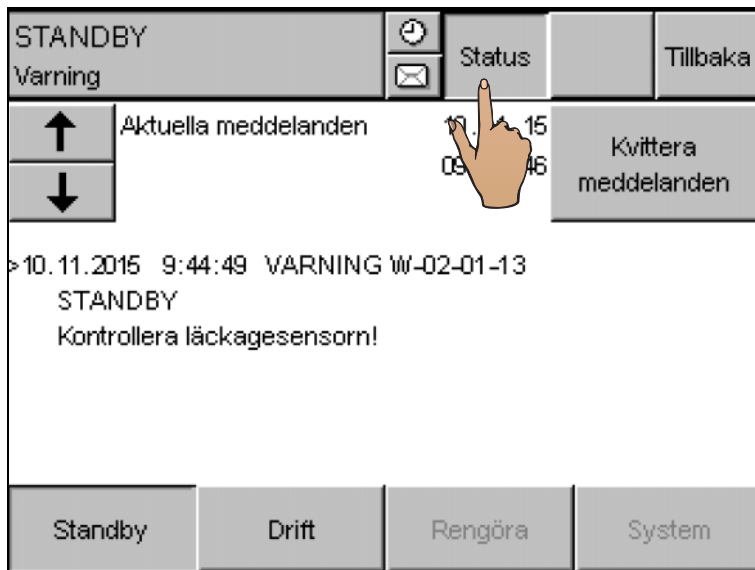 STANDBY
Varning
Status
Tillbaka
Aktuella meddelanden
15
09 46
Kvittera
meddelanden
>10.11.2015 9:44:49 VARNING W-02-01-13
STANDBY
Kontrollera läckagesensorn!
Standby
Drift
Rengöra
System